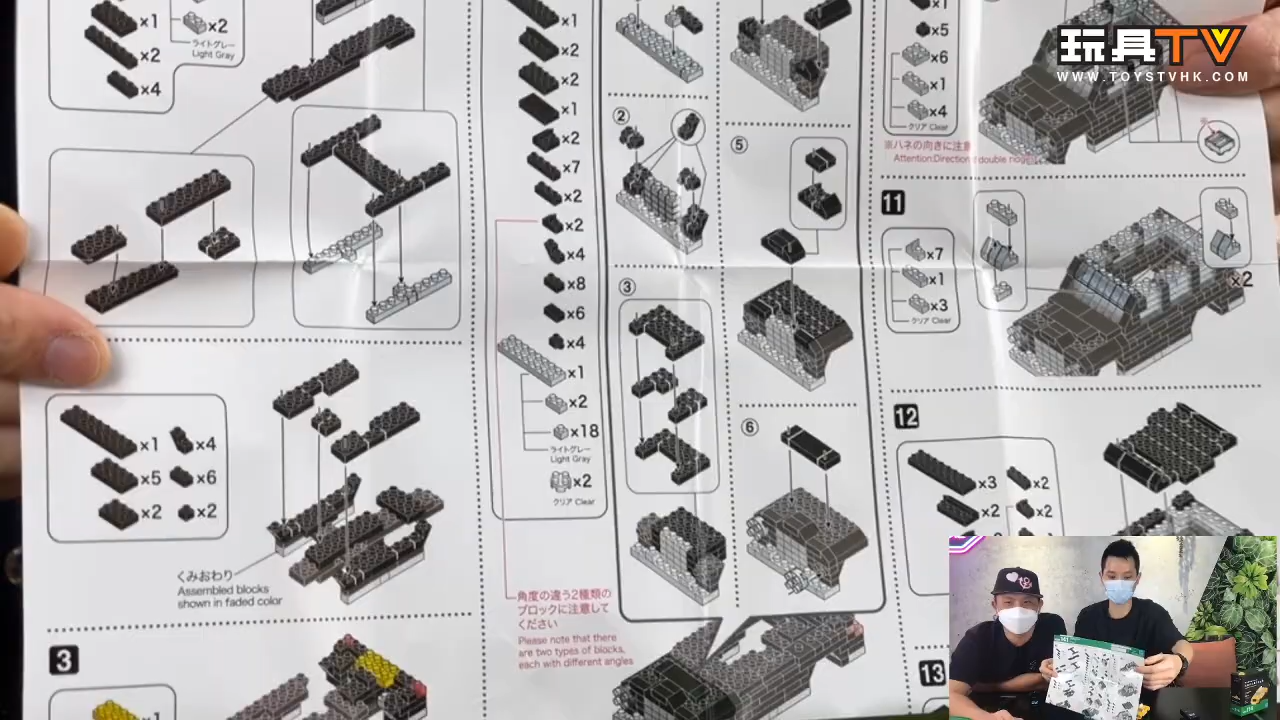 玩具TV
WWW.TOYSTVHK.COM
×1
×2
×4
×2
ライトグレー
Light Gray
×1
×5
×2
×4
×6
×2
くみおわり
Assembled blocks
shown in faded color
3
×1
×2
×2
×1
×2
×7
×2
×2
×4
×8
×6
×4
×1
×2
×18
ライトグレー
Light Gray
×2
クリア Clear
角度の違う2種類の
ブロックに注意して
ください
Please note that there
are two types of blocks,
each with different angles
②
③
⑤
⑥
×1
×5
×6
×1
×4
クリア Clear
※ハネの向きに注意
11
×7
×1
×3
クリア Clear
×2
12
×3
×2
×2
×2
13